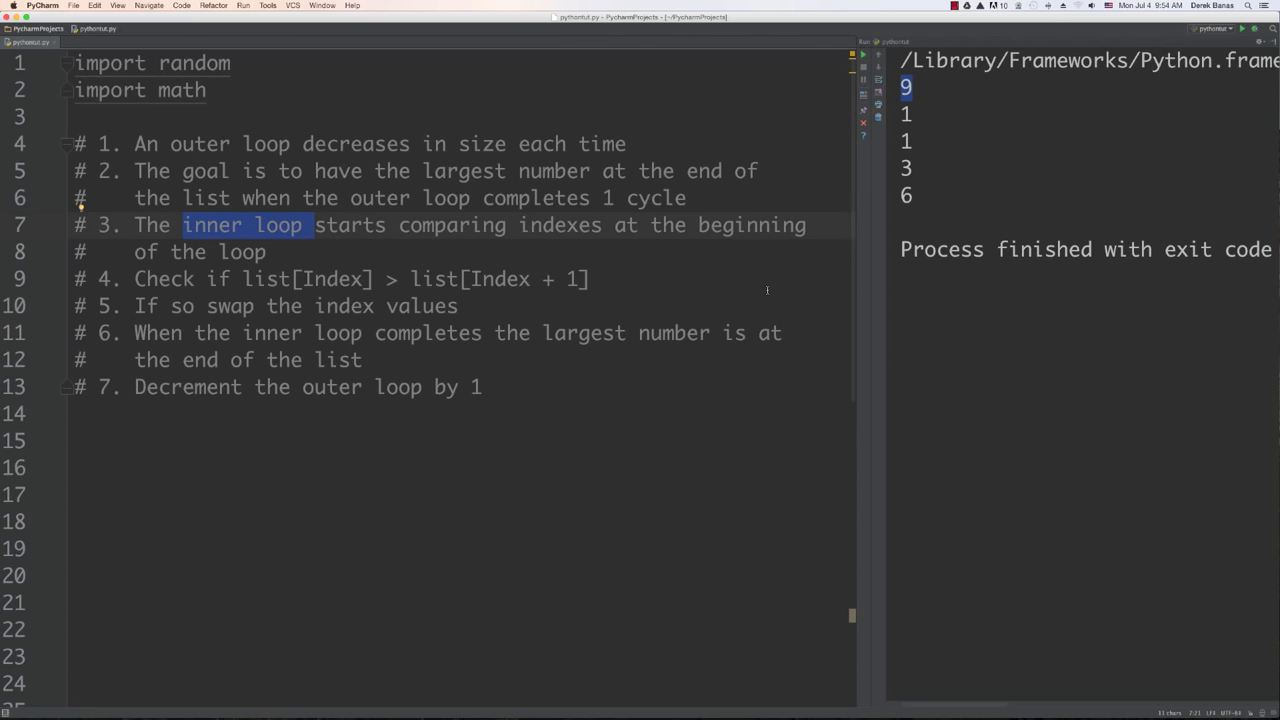 PyCharm File Edit View Navigate Code Refactor Run Tools VCS Window Help
10 Mon Jul 4 9:54 AM Derek Banas
pythontut.py - PycharmProjects - [~/PycharmProjects]
PycharmProjects pythontut.py
pythontut
pythontut.py
Run: pythontut
1 import random
2 import math
3
4 # 1. An outer loop decreases in size each time
5 # 2. The goal is to have the largest number at the end of
6 # the list when the outer loop completes 1 cycle
7 # 3. The inner loop starts comparing indexes at the beginning
8 # of the loop
9 # 4. Check if list[Index] > list[Index + 1]
10 # 5. If so swap the index values
11 # 6. When the inner loop completes the largest number is at
12 # the end of the list
13 # 7. Decrement the outer loop by 1
14
15
16
17
18
19
20
21
22
23
24
/Library/Frameworks/Python.frame
9
1
1
3
6
Process finished with exit code
11 chars 7:21 LF‡ UTF-8‡